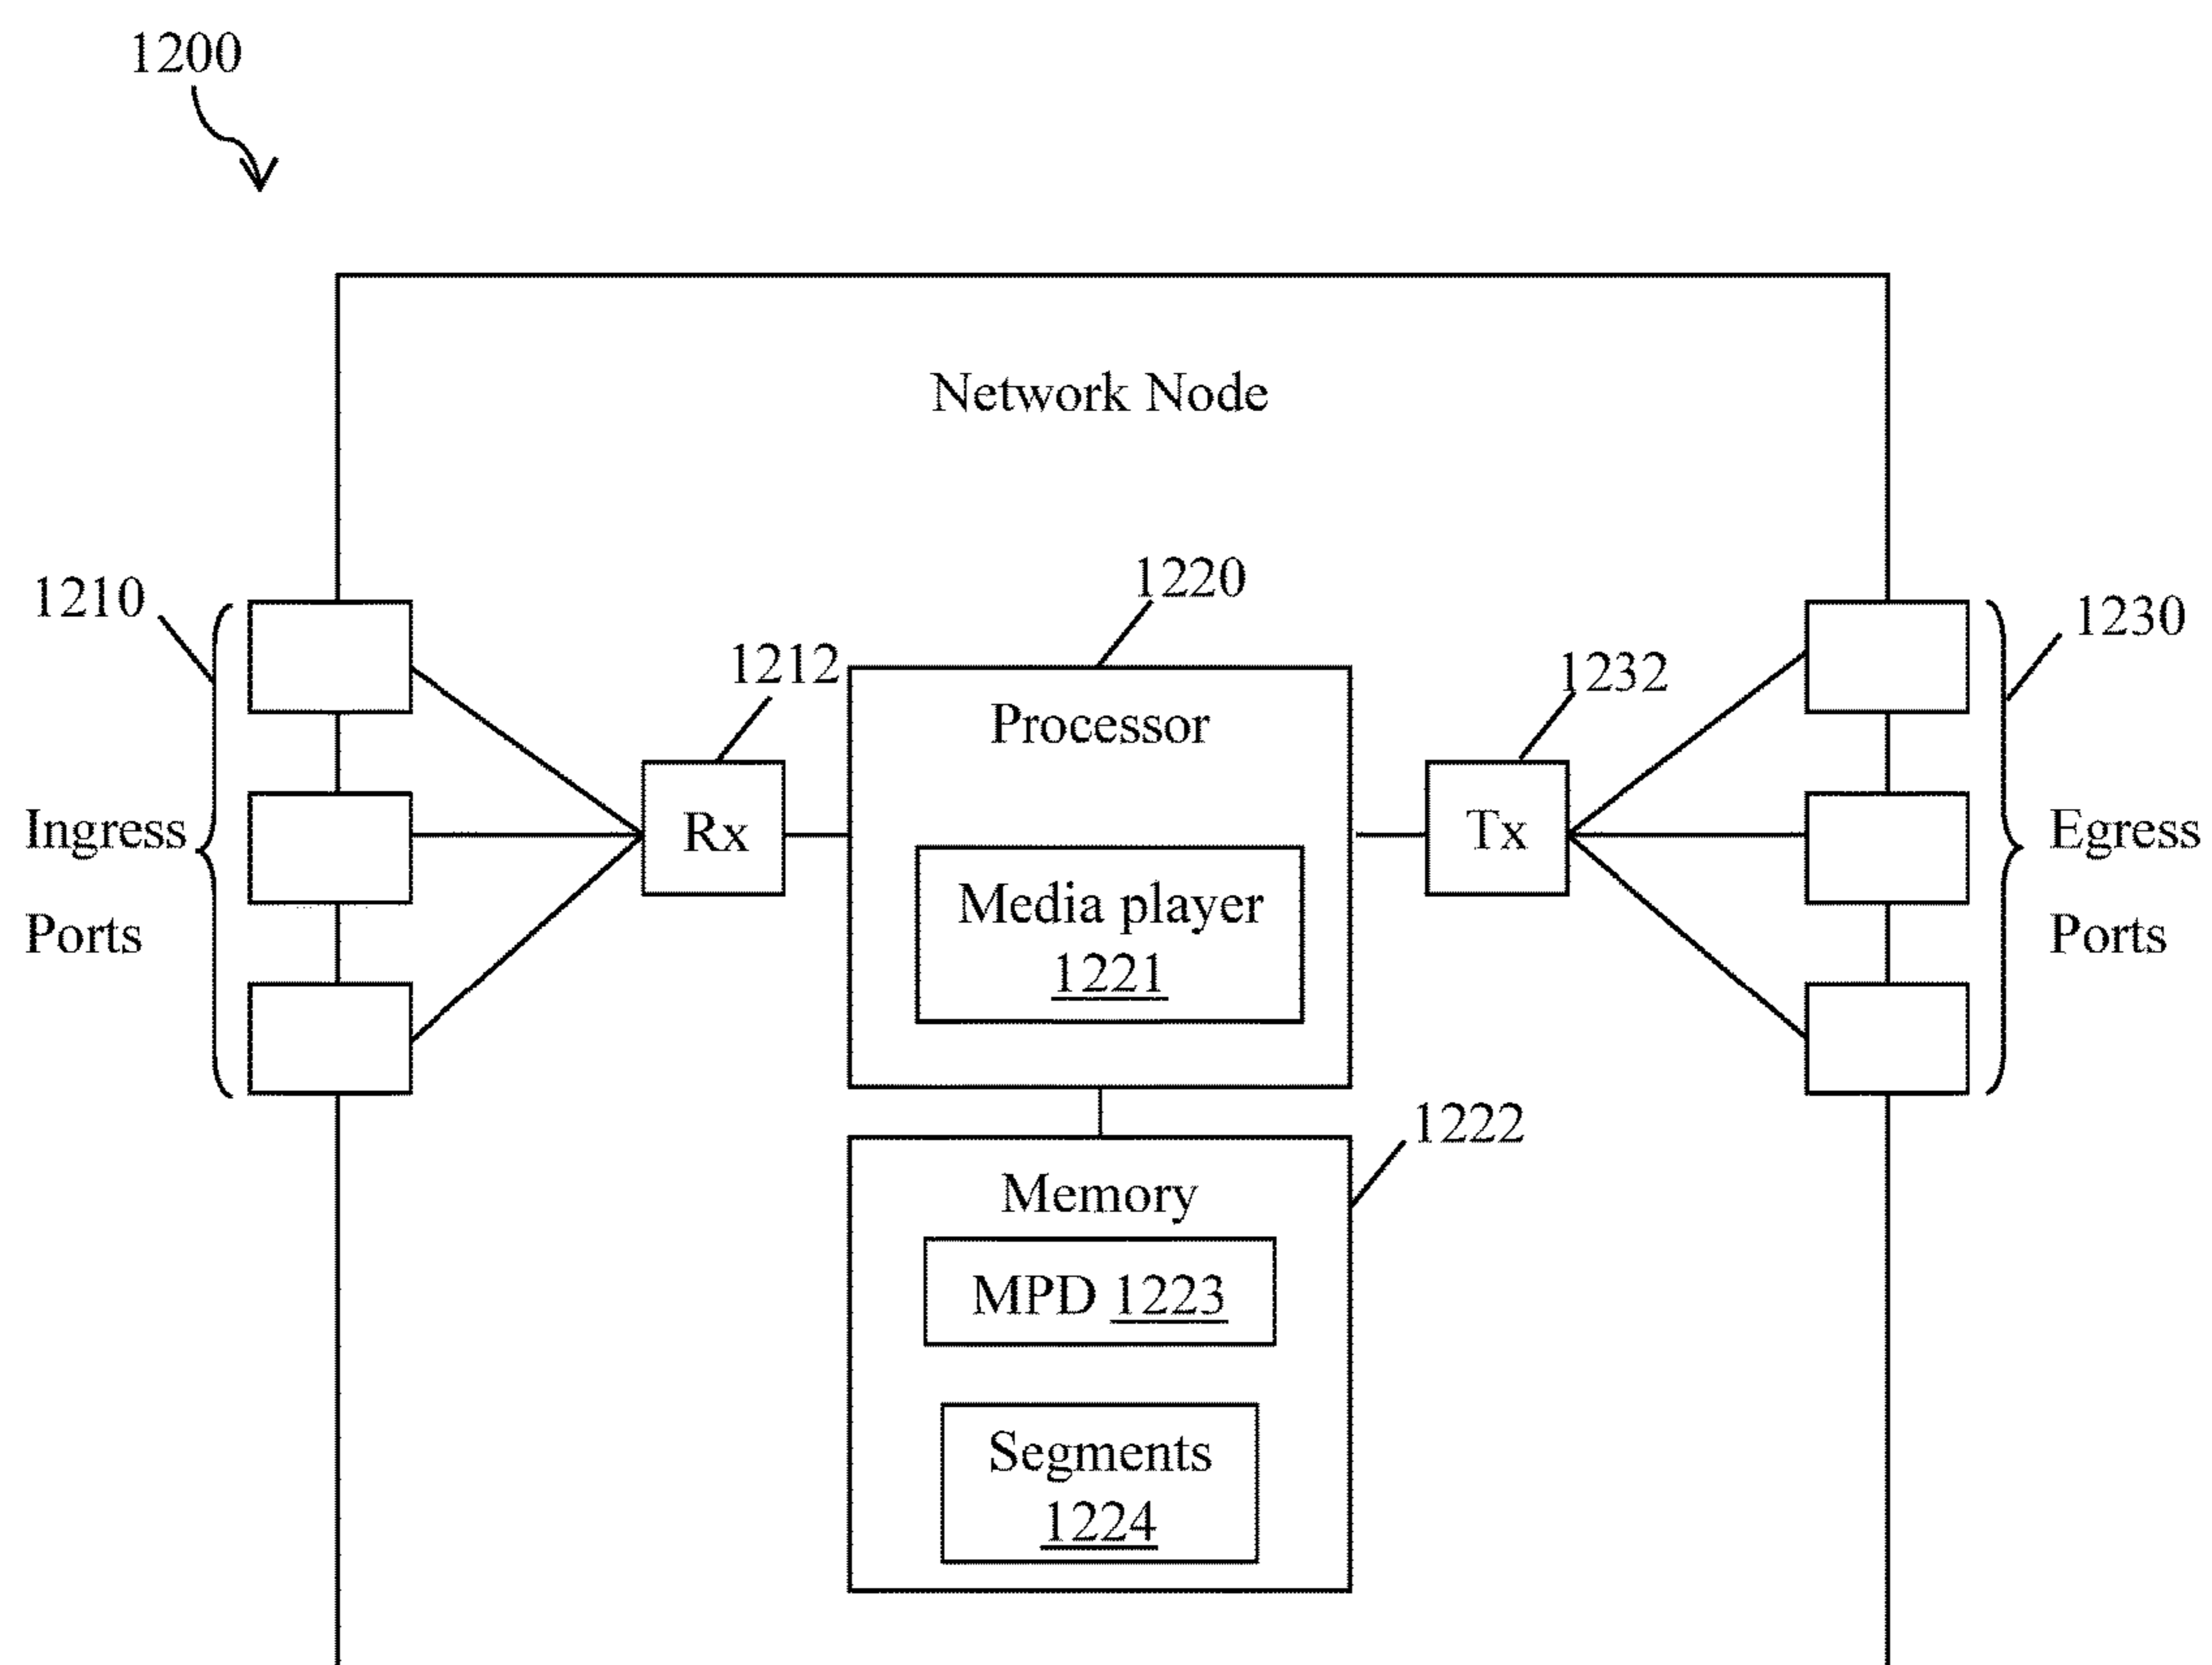 1200
Network Node
1210
1220
1230
1212
1232
Processor
Ingress
Ports
Rx
Media player
1221
Tx
Egress
Ports
1222
Memory
MPD 1223
Segments
1224